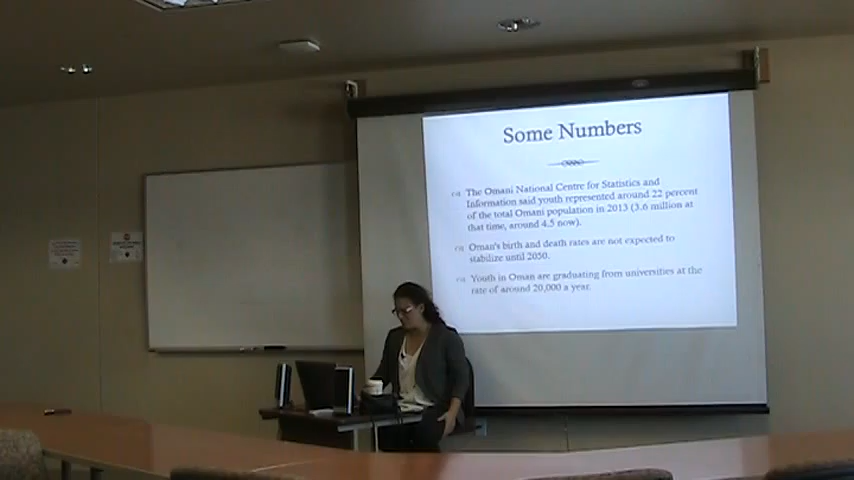 Some Numbers
The Omani National Centre for Statistics and
Information said youth represented around 22 percent
of the total Omani population in 2013 (3.6 million at
that time, around 4.5 now).
Oman's birth and death rates are not expected to
stabilize until 2050.
Youth in Oman are graduating from universities at the
rate of around 20,000 a year.